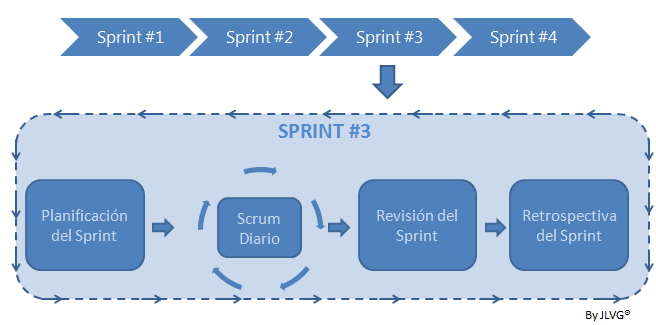 Sprint #1
Sprint #2
Sprint #3
Sprint #4
SPRINT #3
Planificación
del Sprint
Scrum
Diario
Revisión del
Sprint
Retrospectiva
del Sprint
By JLVG®